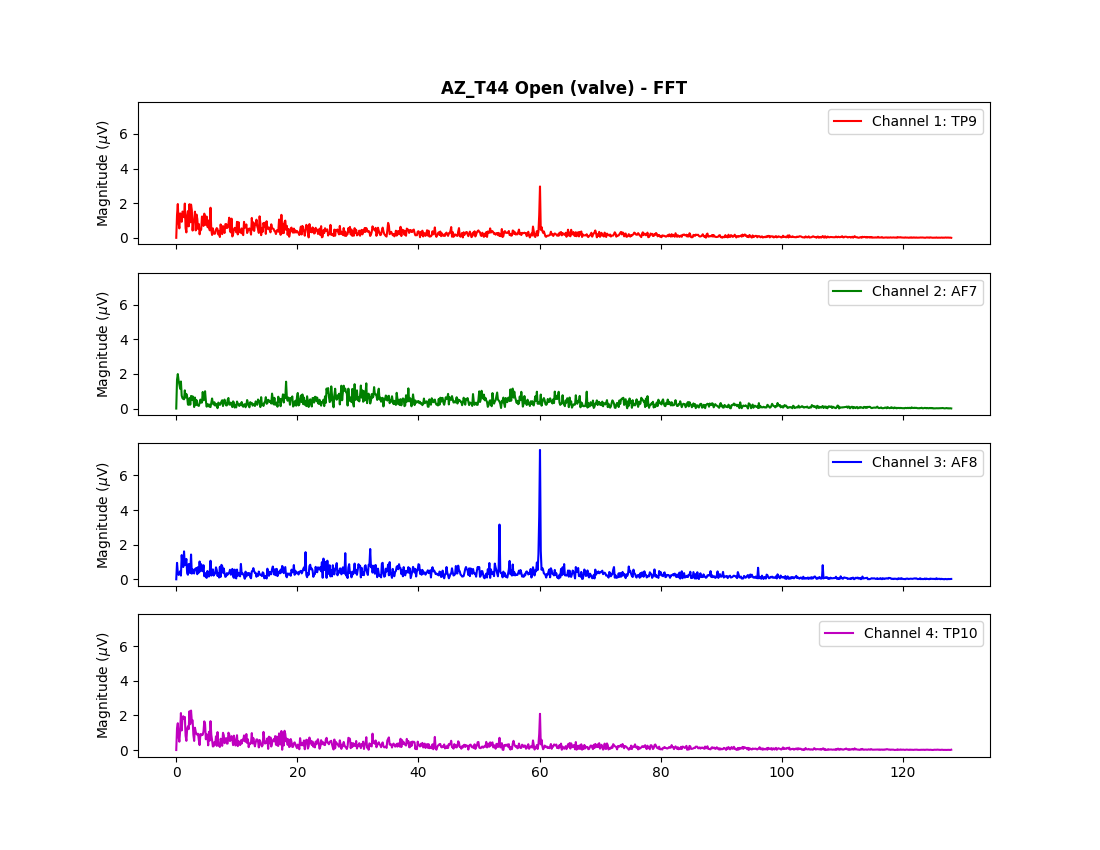 AZ_T44 Open (valve) - FFT
Magnitude (μV)
6
4
2
0
Channel 1: TP9
Magnitude (μV)
6
4
2
0
Channel 2: AF7
Magnitude (μV)
6
4
2
0
Channel 3: AF8
Magnitude (μV)
6
4
2
0
Channel 4: TP10
0 20 40 60 80 100 120